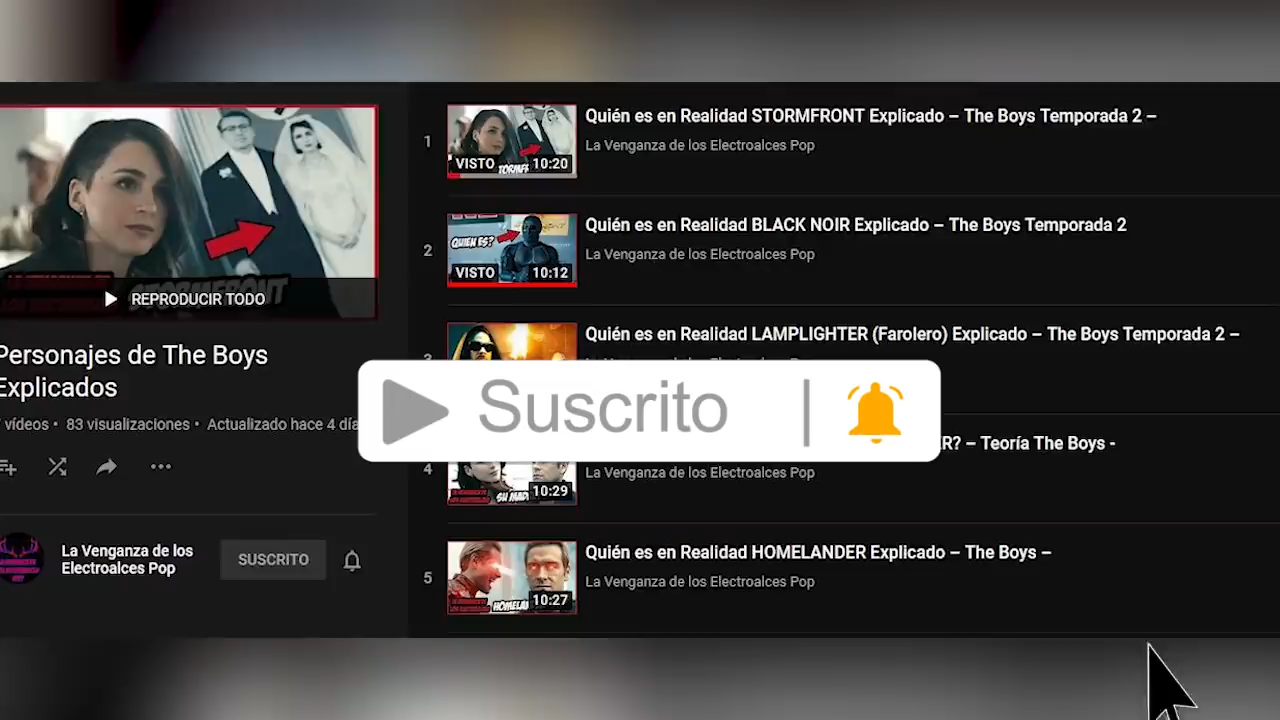 VISTO
10:20
1
Quién es en Realidad STORMFRONT Explicado – The Boys Temporada 2 –
La Venganza de los Electroalces Pop
QUIEN ES?
VISTO
10:12
2
Quién es en Realidad BLACK NOIR Explicado – The Boys Temporada 2
La Venganza de los Electroalces Pop
REPRODUCIR TODO
Personajes de The Boys
Explicados
vídeos • 83 visualizaciones • Actualizado hace 4 día
Quién es en Realidad LAMPLIGHTER (Farolero) Explicado – The Boys Temporada 2 –
Suscrito
R? – Teoría The Boys -
4
10:29
La Venganza de los Electroalces Pop
La Venganza de los
Electroalces Pop
SUSCRITO
5
10:27
Quién es en Realidad HOMELANDER Explicado – The Boys –
La Venganza de los Electroalces Pop